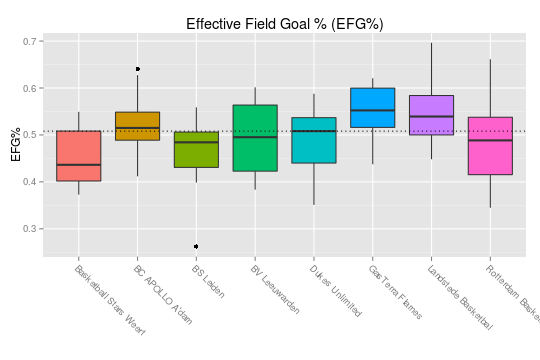 Effective Field Goal % (EFG%)
0.7
0.6
0.5
0.4
0.3
EFG%
Basketball Stars Weert
BC APOLLO A'dam
BS Leiden
BV Leeuwarden
Dukes Unlimited
GasTerra Flames
Landstede Basketbal
Rotterdam Baske